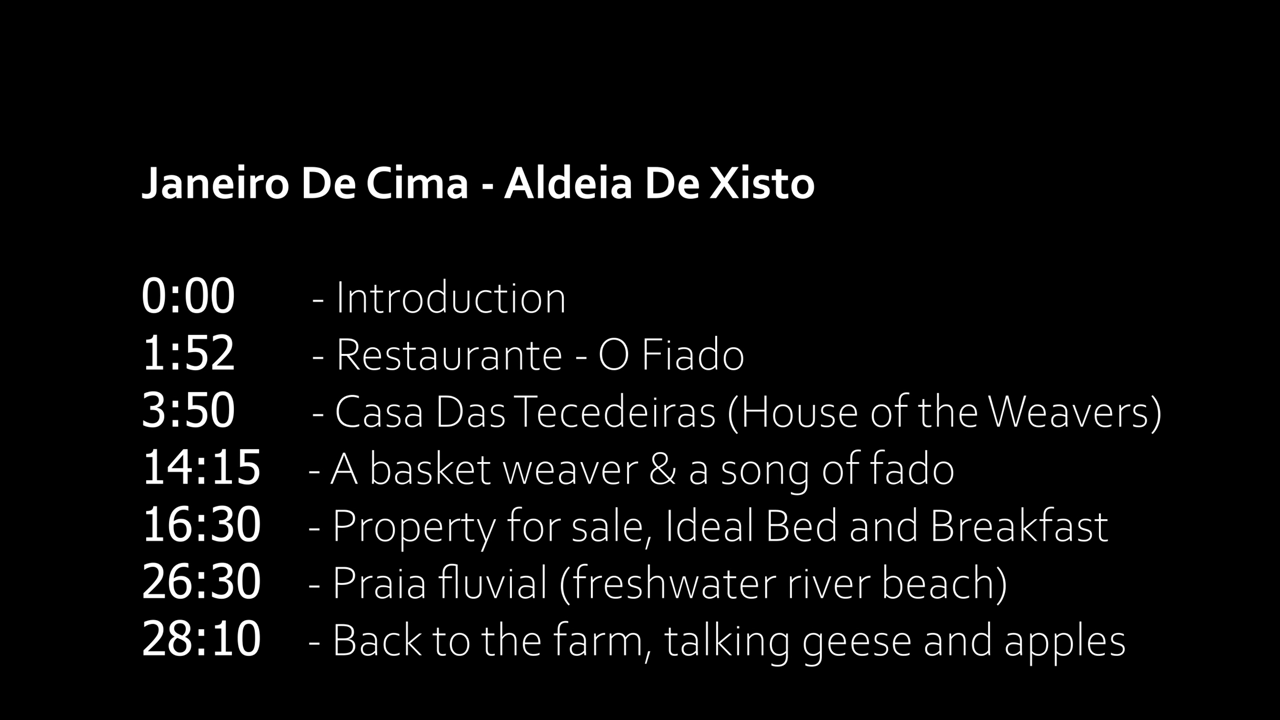 Janeiro De Cima - Aldeia De Xisto
0:00 - Introduction
1:52 - Restaurante - O Fiado
3:50 - Casa Das Tecedeiras (House of the Weavers)
14:15 - A basket weaver & a song of fado
16:30 - Property for sale, Ideal Bed and Breakfast
26:30 - Praia fluvial (freshwater river beach)
28:10 - Back to the farm, talking geese and apples